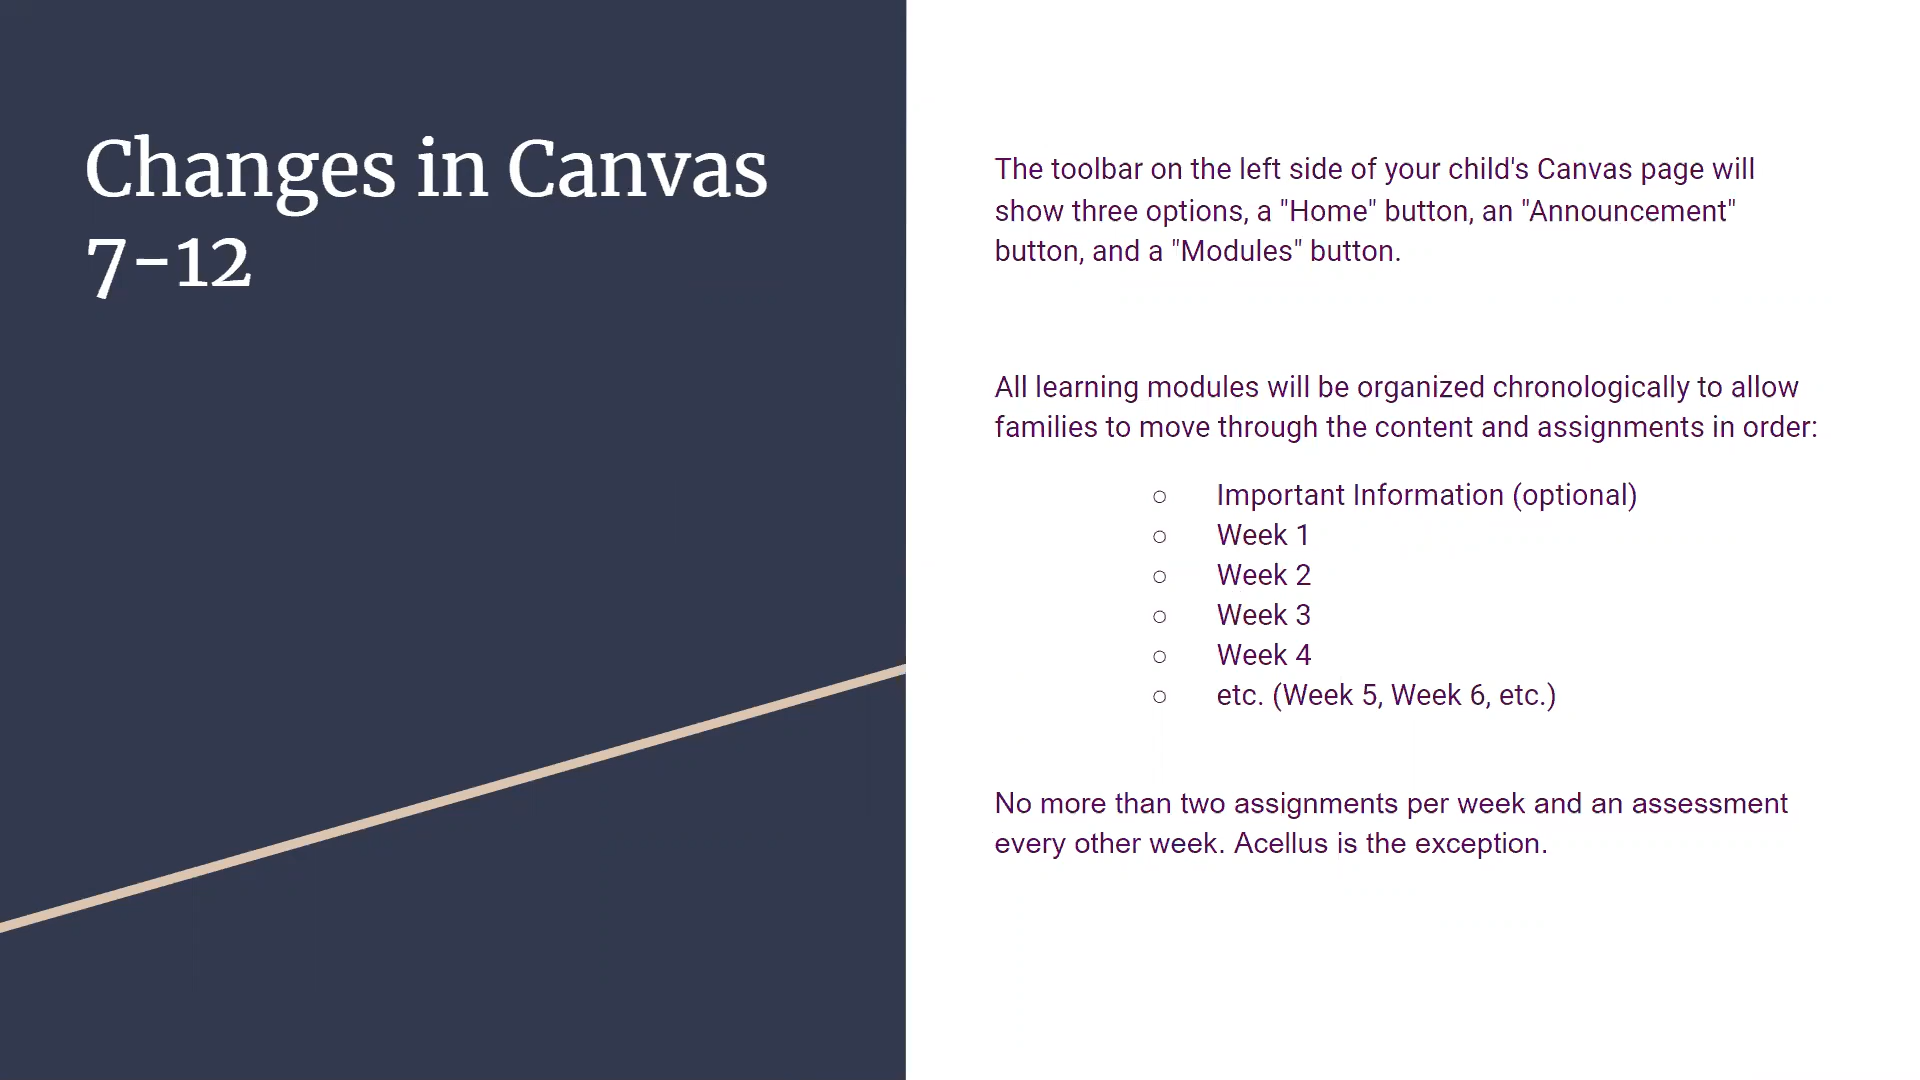 Changes in Canvas
7-12
The toolbar on the left side of your child's Canvas page will
show three options, a "Home" button, an "Announcement"
button, and a "Modules" button.
All learning modules will be organized chronologically to allow
families to move through the content and assignments in order:
○ Important Information (optional)
○ Week 1
○ Week 2
○ Week 3
○ Week 4
○ etc. (Week 5, Week 6, etc.)
No more than two assignments per week and an assessment
every other week. Acellus is the exception.